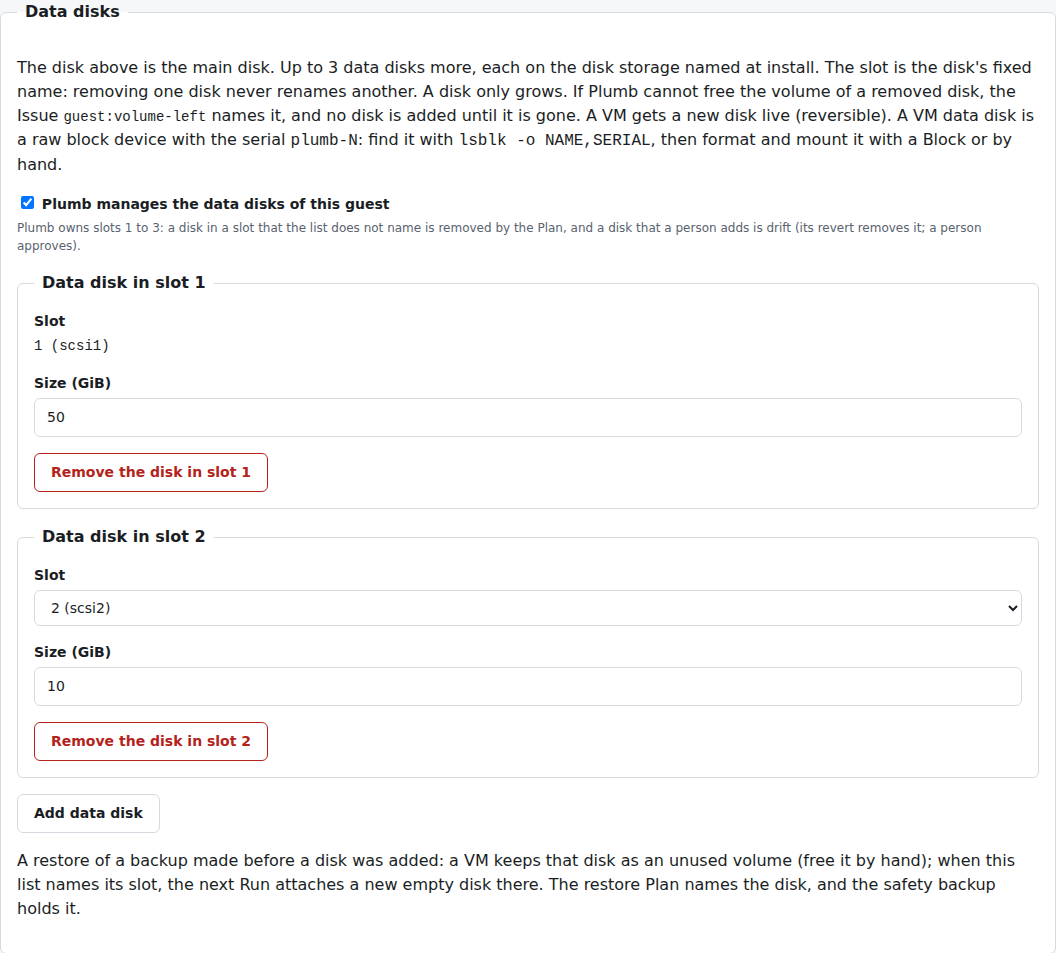 Data disks
The disk above is the main disk. Up to 3 data disks more, each on the disk storage named at install. The slot is the disk's fixed
name: removing one disk never renames another. A disk only grows. If Plumb cannot free the volume of a removed disk, the
Issue guest:volume-left names it, and no disk is added until it is gone. A VM gets a new disk live (reversible). A VM data disk is
a raw block device with the serial plumb-N: find it with lsblk -o NAME,SERIAL, then format and mount it with a Block or by
hand.
Plumb manages the data disks of this guest
Plumb owns slots 1 to 3: a disk in a slot that the list does not name is removed by the Plan, and a disk that a person adds is drift (its revert removes it; a person
approves).
Data disk in slot 1
Slot
1 (scsi1)
Size (GiB)
50
Remove the disk in slot 1
Data disk in slot 2
Slot
2 (scsi2)
Size (GiB)
10
Remove the disk in slot 2
Add data disk
A restore of a backup made before a disk was added: a VM keeps that disk as an unused volume (free it by hand); when this
list names its slot, the next Run attaches a new empty disk there. The restore Plan names the disk, and the safety backup
holds it.